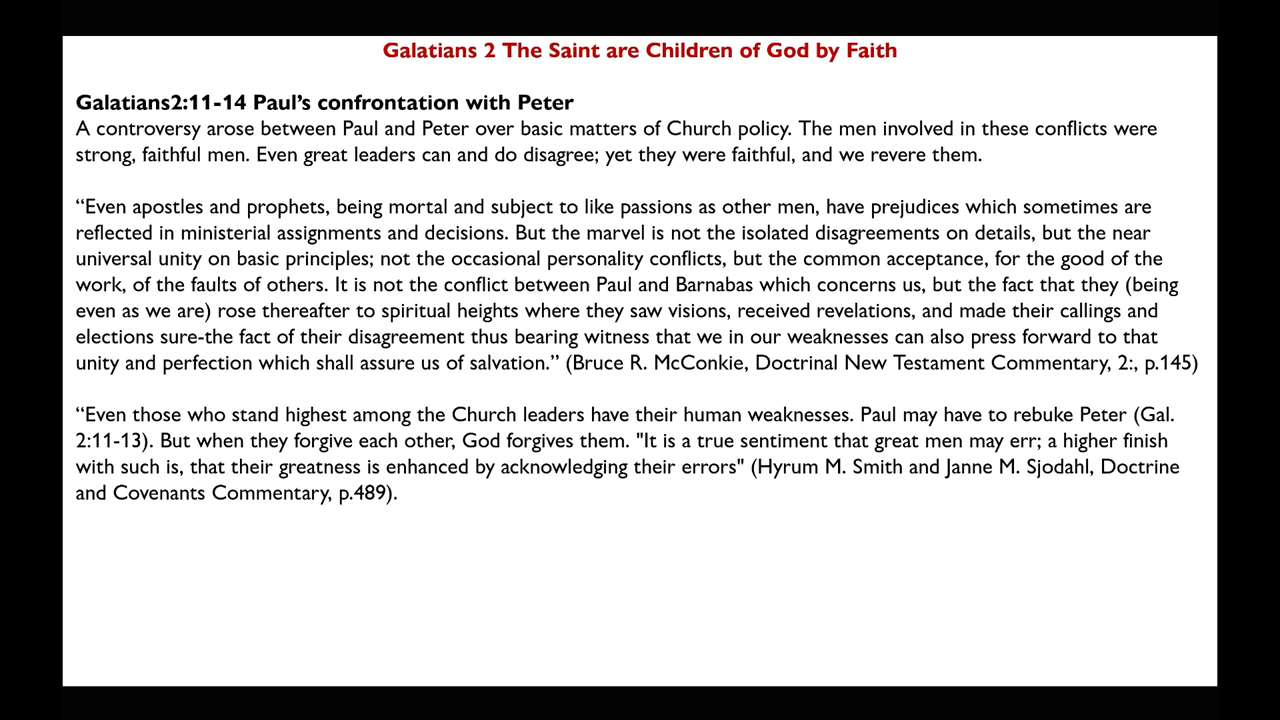 Galatians 2 The Saint are Children of God by Faith
Galatians2:11-14 Paul’s confrontation with Peter
A controversy arose between Paul and Peter over basic matters of Church policy. The men involved in these conflicts were
strong, faithful men. Even great leaders can and do disagree; yet they were faithful, and we revere them.
“Even apostles and prophets, being mortal and subject to like passions as other men, have prejudices which sometimes are
reflected in ministerial assignments and decisions. But the marvel is not the isolated disagreements on details, but the near
universal unity on basic principles; not the occasional personality conflicts, but the common acceptance, for the good of the
work, of the faults of others. It is not the conflict between Paul and Barnabas which concerns us, but the fact that they (being
even as we are) rose thereafter to spiritual heights where they saw visions, received revelations, and made their callings and
elections sure-the fact of their disagreement thus bearing witness that we in our weaknesses can also press forward to that
unity and perfection which shall assure us of salvation.” (Bruce R. McConkie, Doctrinal New Testament Commentary, 2:, p.145)
“Even those who stand highest among the Church leaders have their human weaknesses. Paul may have to rebuke Peter (Gal.
2:11-13). But when they forgive each other, God forgives them. "It is a true sentiment that great men may err; a higher finish
with such is, that their greatness is enhanced by acknowledging their errors" (Hyrum M. Smith and Janne M. Sjodahl, Doctrine
and Covenants Commentary, p.489).